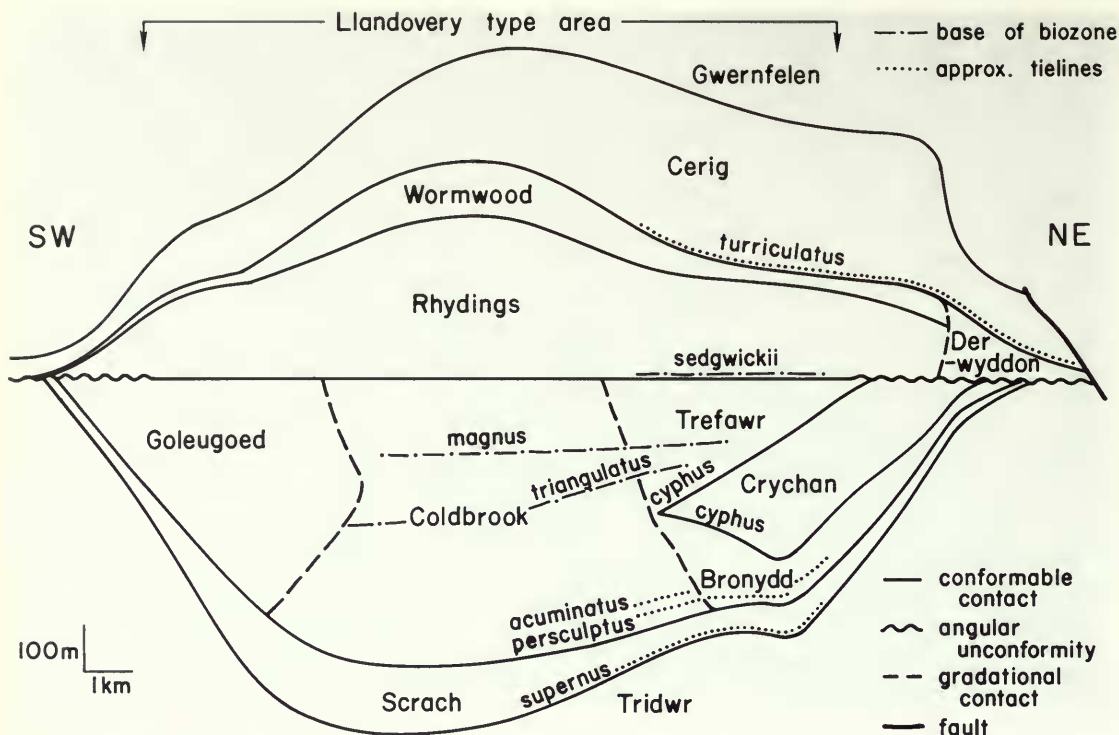 Llandovery type area
base of biozone
approx. tielines
Gwernfelen
Cerig
Wormwood
SW
NE
turriculatus
Rhydings
Der
-wyddon
sedgwickii
Goleugoed
Trefawr
magnus
triangulatus
cyphus
Crychan
Coldbrook
cyphus
Bronydd
acuminatus
persculptus
conformable
contact
angular
unconformity
100m
1km
gradational
contact
supernus
Scrach
Tridwr
fault